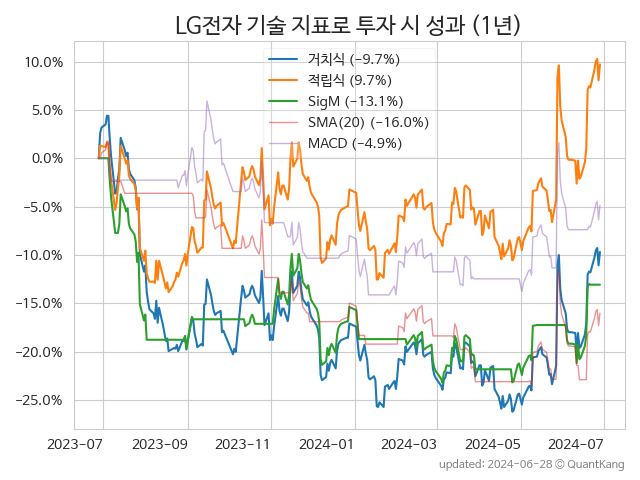 LG전자 기술 지표로 투자 시 성과 (1년)
거치식 (−9.7%)
적립식 (9.7%)
SigM (−13.1%)
SMA(20) (−16.0%)
MACD (−4.9%)
10.0%
5.0%
0.0%
−5.0%
−10.0%
−15.0%
−20.0%
−25.0%
2023-07 2023-09 2023-11 2024-01 2024-03 2024-05 2024-07
updated: 2024-06-28 © QuantKang